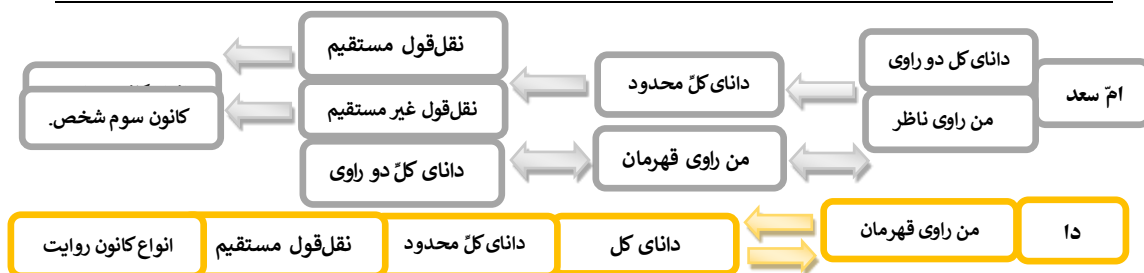 امّ سعد
دانای کل دو راوی
من راوی ناظر
دانای کلّ محدود
من راوی قهرمان
نقل‌قول مستقیم
نقل‌قول غیر مستقیم
دانای کلّ دو راوی
کانون سوم شخص.
دا
من راوی قهرمان
دانای کل
دانای کلّ محدود
نقل‌قول مستقیم
انواع کانون روایت